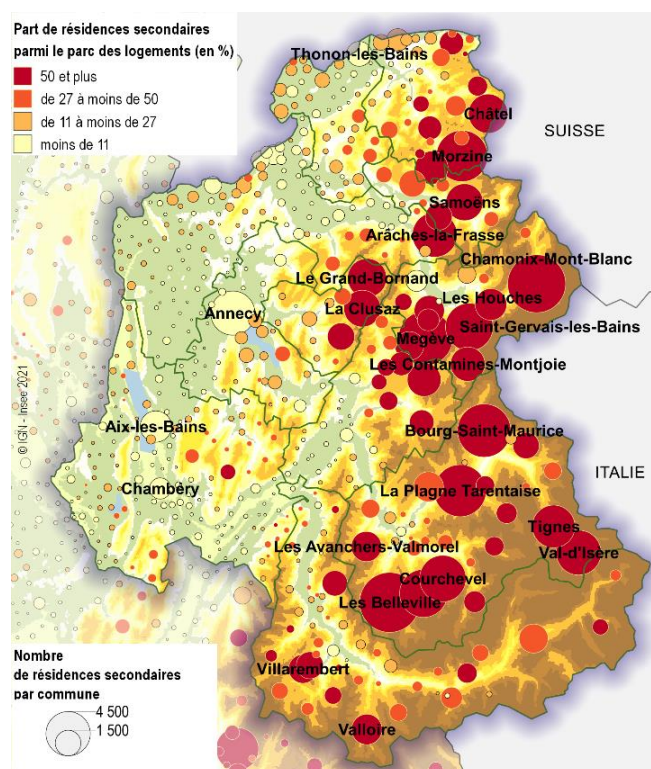 Part de résidences secondaires
parmi le parc des logements (en %)
50 et plus
de 27 à moins de 50
de 11 à moins de 27
moins de 11
Thonon-les-Bains
Châtel
SUISSE
Morzine
Samoëns
Arâches-la-Frasse
Chamonix-Mont-Blanc
Le Grand-Bornand
Les Houches
La Clusaz
Annecy
Saint-Gervais-les-Bains
Megève
Les Contamines-Montjoie
© IGN - Insee 2021
Aix-les-Bains
Bourg-Saint-Maurice
ITALIE
Chambéry
La Plagne Tarentaise
Tignes
Les Avanchers-Valmorel
Val-d'Isère
Courchevel
Les Belleville
Nombre
de résidences secondaires
par commune
4 500
1 500
Villarembert
Valloire